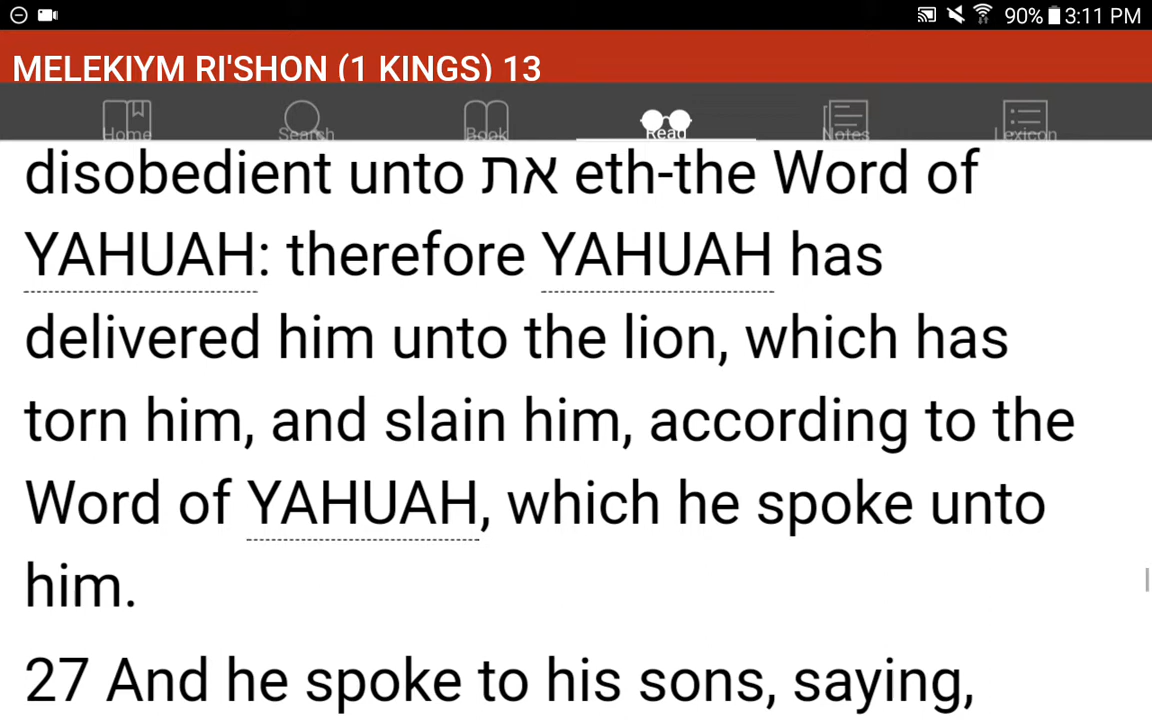 90% 3:11 PM
MELEKIYM RI'SHON (1 KINGS) 13
Home Search Book Read Notes Lexicon
disobedient unto את eth-the Word of
YAHUAH: therefore YAHUAH has
delivered him unto the lion, which has
torn him, and slain him, according to the
Word of YAHUAH, which he spoke unto
him.
27 And he spoke to his sons, saying,